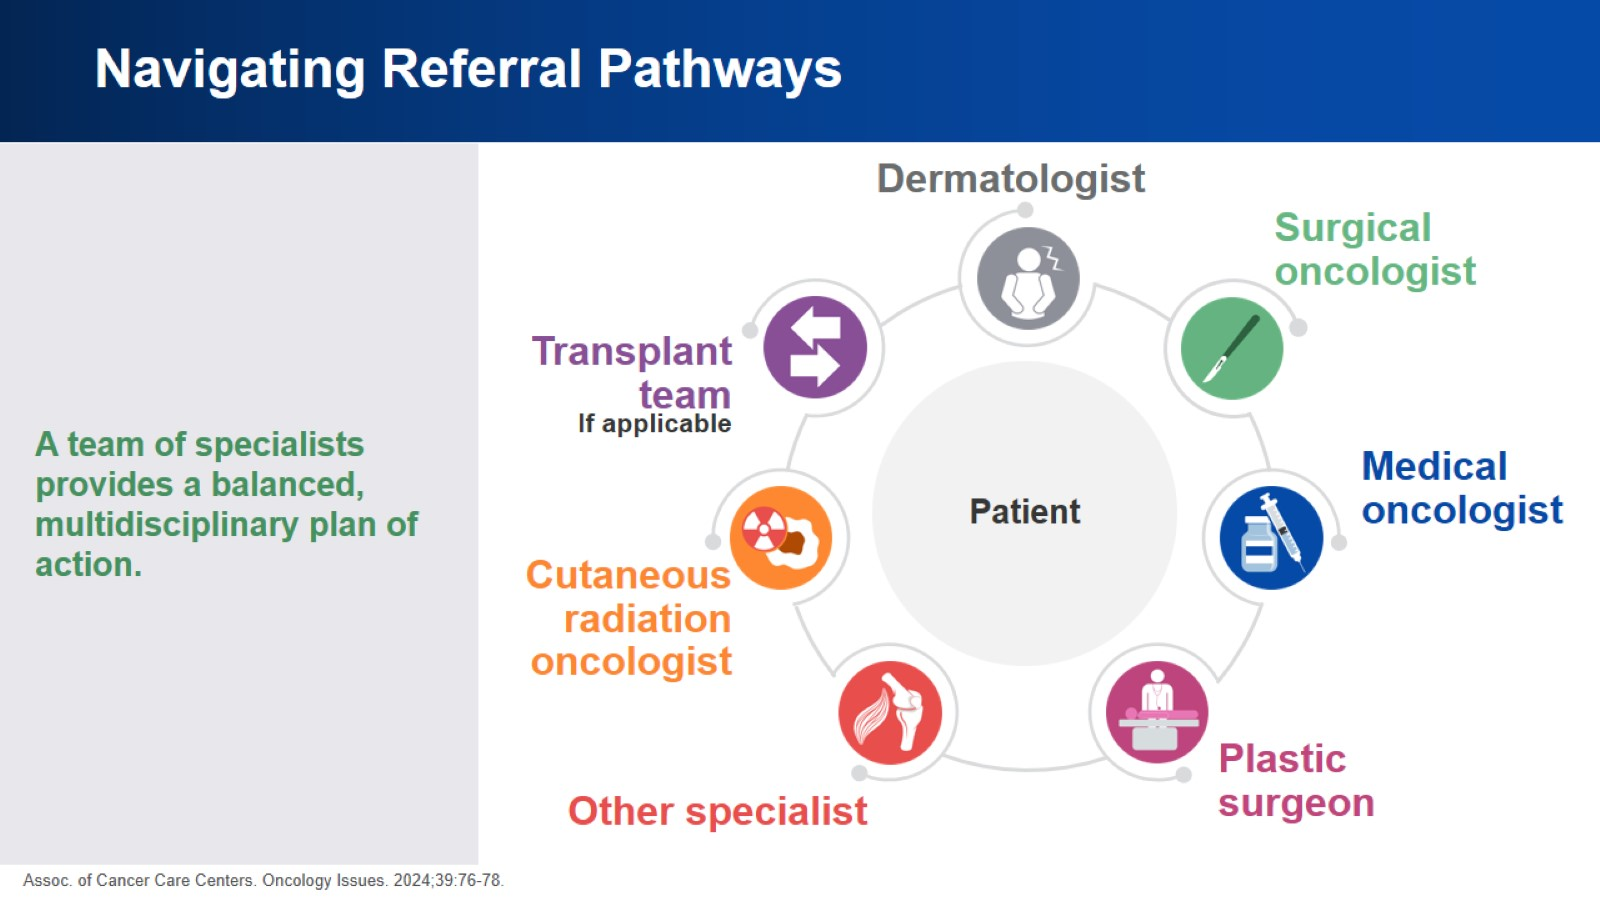 Navigating Referral Pathways
A team of specialists
provides a balanced,
multidisciplinary plan of
action.
Dermatologist
Surgical
oncologist
Medical
oncologist
Plastic
surgeon
Other specialist
Cutaneous
radiation
oncologist
Transplant
team
If applicable
Patient
Assoc. of Cancer Care Centers. Oncology Issues. 2024;39:76-78.